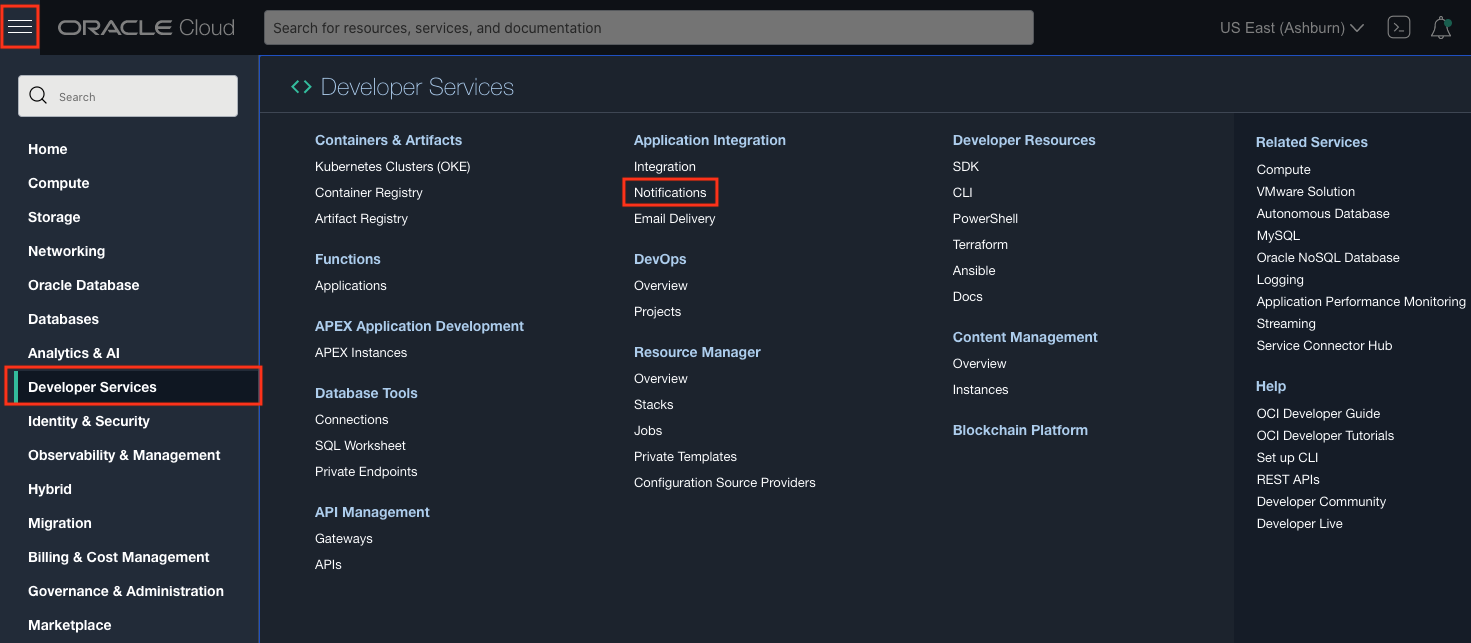 ORACLE Cloud
Search for resources, services, and documentation
US East (Ashburn)
Search
Home
Compute
Storage
Networking
Oracle Database
Databases
Analytics & AI
Developer Services
Identity & Security
Observability & Management
Hybrid
Migration
Billing & Cost Management
Governance & Administration
Marketplace
Developer Services
Containers & Artifacts
Kubernetes Clusters (OKE)
Container Registry
Artifact Registry
Functions
Applications
APEX Application Development
APEX Instances
Database Tools
Connections
SQL Worksheet
Private Endpoints
API Management
Gateways
APIs
Application Integration
Integration
Notifications
Email Delivery
DevOps
Overview
Projects
Resource Manager
Overview
Stacks
Jobs
Private Templates
Configuration Source Providers
Developer Resources
SDK
CLI
PowerShell
Terraform
Ansible
Docs
Content Management
Overview
Instances
Blockchain Platform
Related Services
Compute
VMware Solution
Autonomous Database
MySQL
Oracle NoSQL Database
Logging
Application Performance Monitoring
Streaming
Service Connector Hub
Help
OCI Developer Guide
OCI Developer Tutorials
Set up CLI
REST APIs
Developer Community
Developer Live